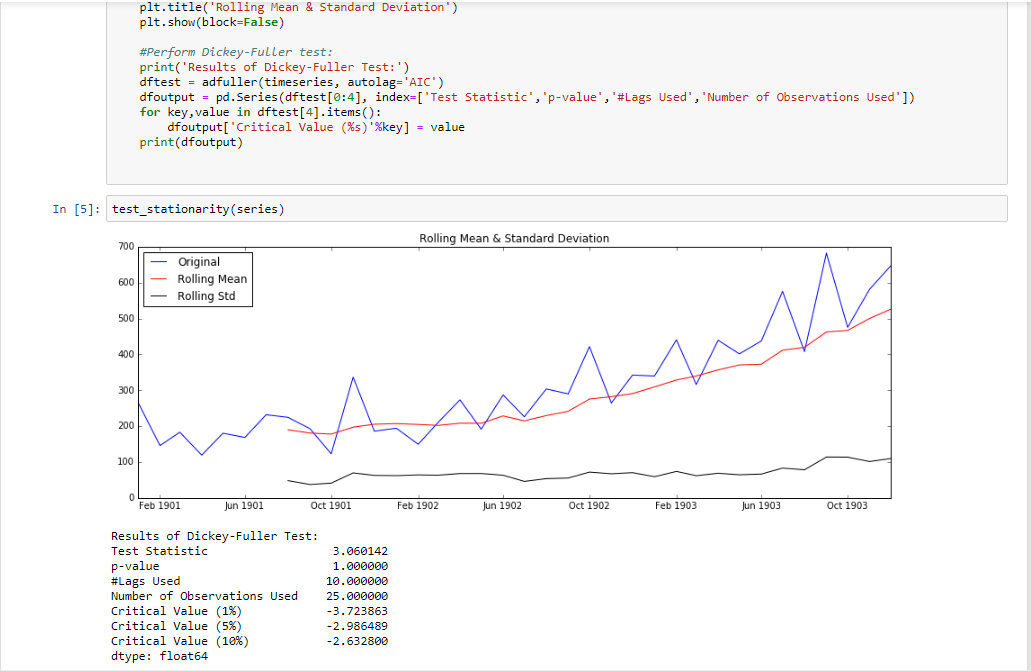 plt.title('Rolling Mean & Standard Deviation')
plt.show(block=False)
#Perform Dickey-Fuller test:
print('Results of Dickey-Fuller Test:')
dftest = adfuller(timeseries, autolag='AIC')
dfoutput = pd.Series(dftest[0:4], index=['Test Statistic','p-value','#Lags Used','Number of Observations Used'])
for key,value in dftest[4].items():
    dfoutput['Critical Value (%s)'%key] = value
print(dfoutput)
In [5]: test_stationarity(series)
Rolling Mean & Standard Deviation
Original
Rolling Mean
Rolling Std
700
600
500
400
300
200
100
0
Feb 1901 Jun 1901 Oct 1901 Feb 1902 Jun 1902 Oct 1902 Feb 1903 Jun 1903 Oct 1903
Results of Dickey-Fuller Test:
Test Statistic 3.060142
p-value 1.000000
#Lags Used 10.000000
Number of Observations Used 25.000000
Critical Value (1%) -3.723863
Critical Value (5%) -2.986489
Critical Value (10%) -2.632800
dtype: float64